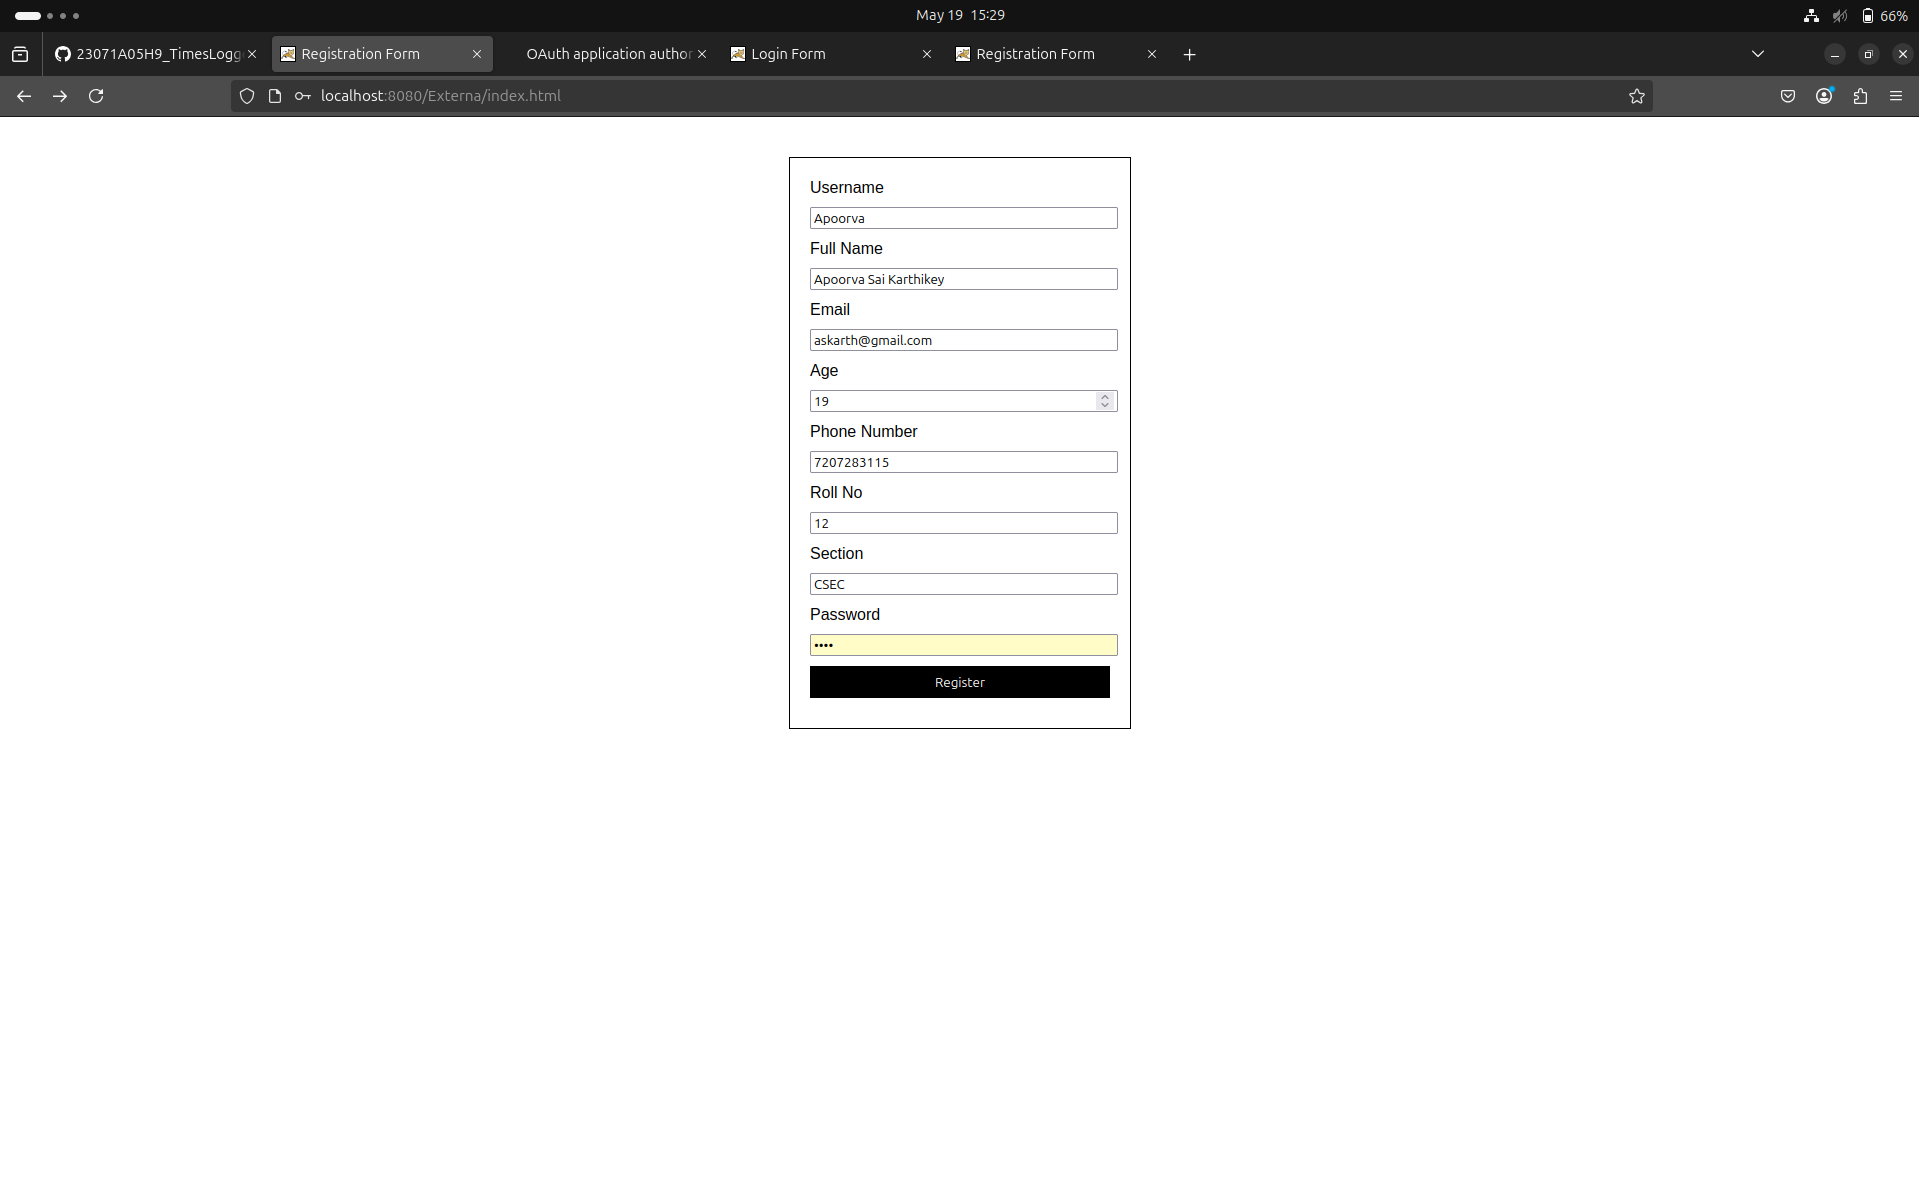 May 19 15:29
66%
23071A05H9_TimesLogg
Registration Form
OAuth application author
Login Form
Registration Form
localhost:8080/Externa/index.html
Username
Apoorva
Full Name
Apoorva Sai Karthikey
Email
askarth@gmail.com
Age
19
Phone Number
7207283115
Roll No
12
Section
CSEC
Password
••••
Register